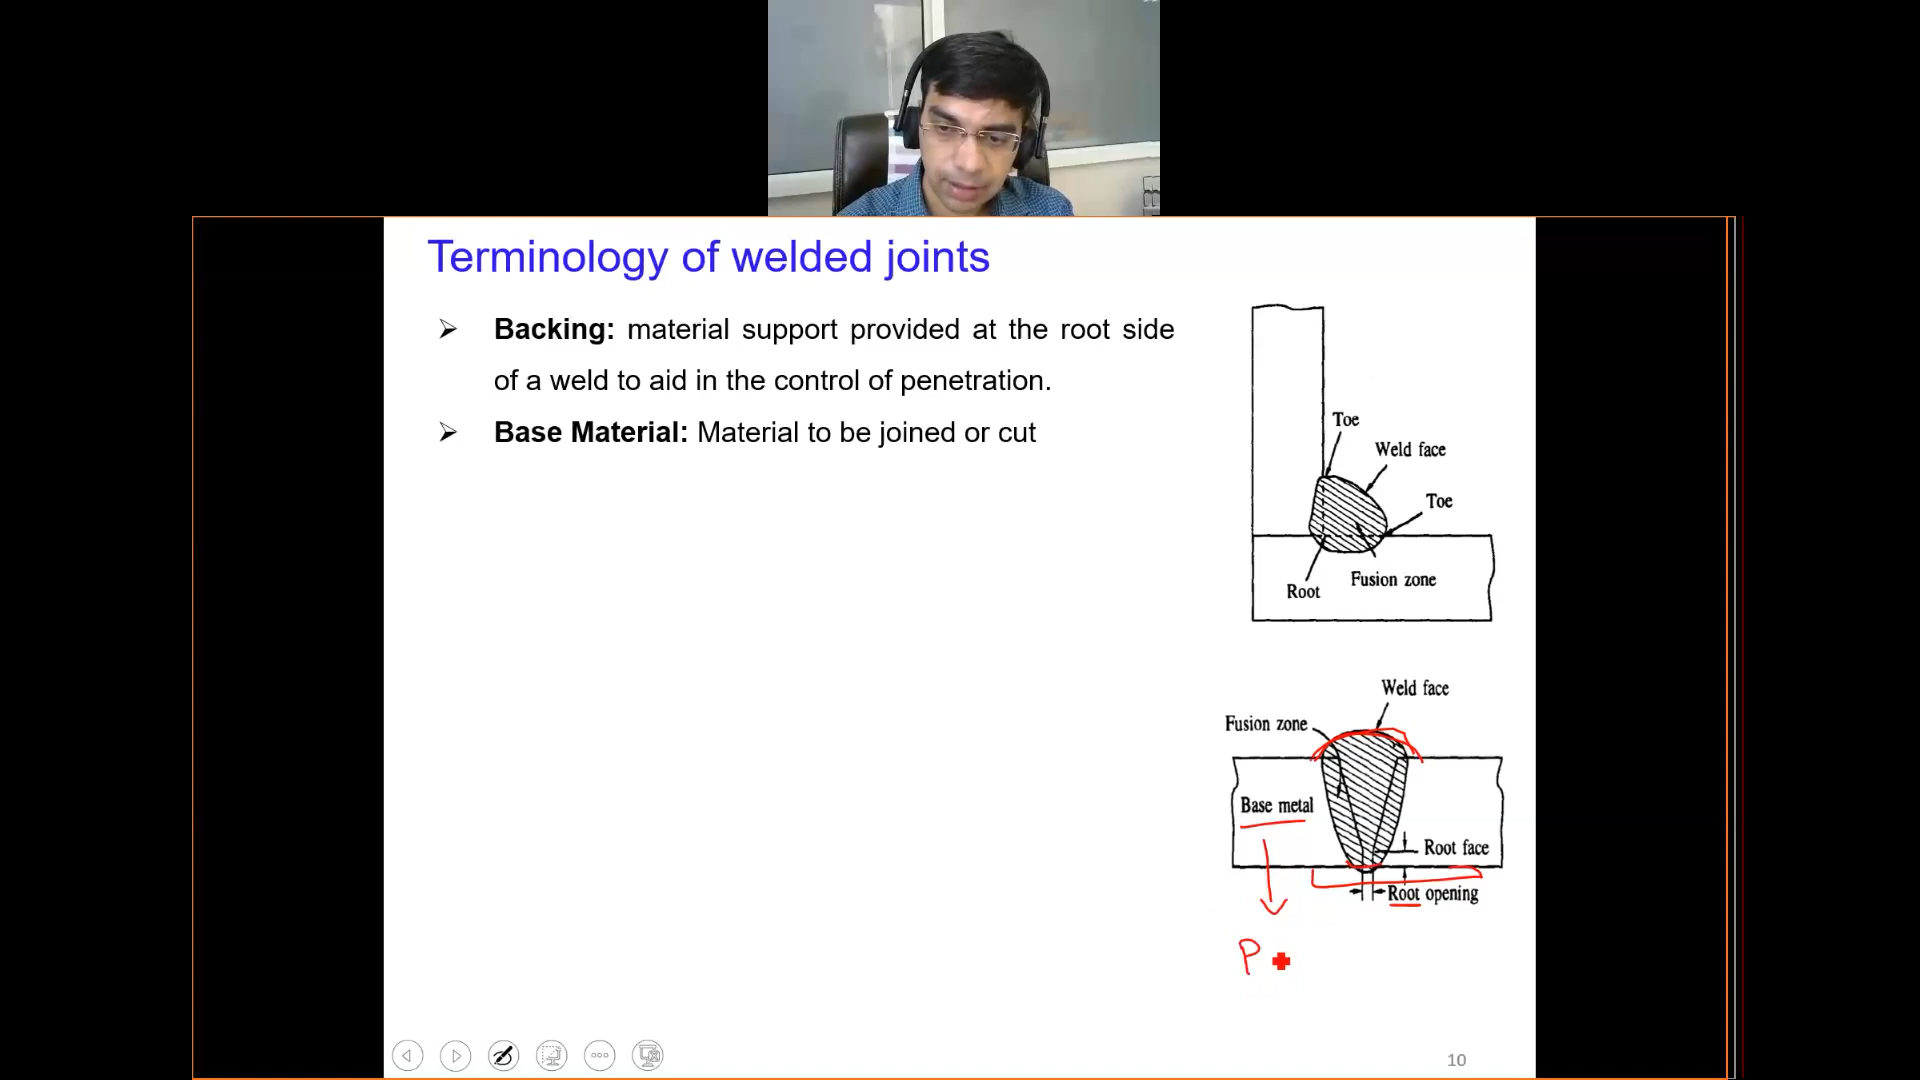 Terminology of welded joints
➢ Backing: material support provided at the root side
of a weld to aid in the control of penetration.
➢ Base Material: Material to be joined or cut
Toe
Weld face
Toe
Fusion zone
Root
Weld face
Fusion zone
Base metal
Root face
Root opening
P
10